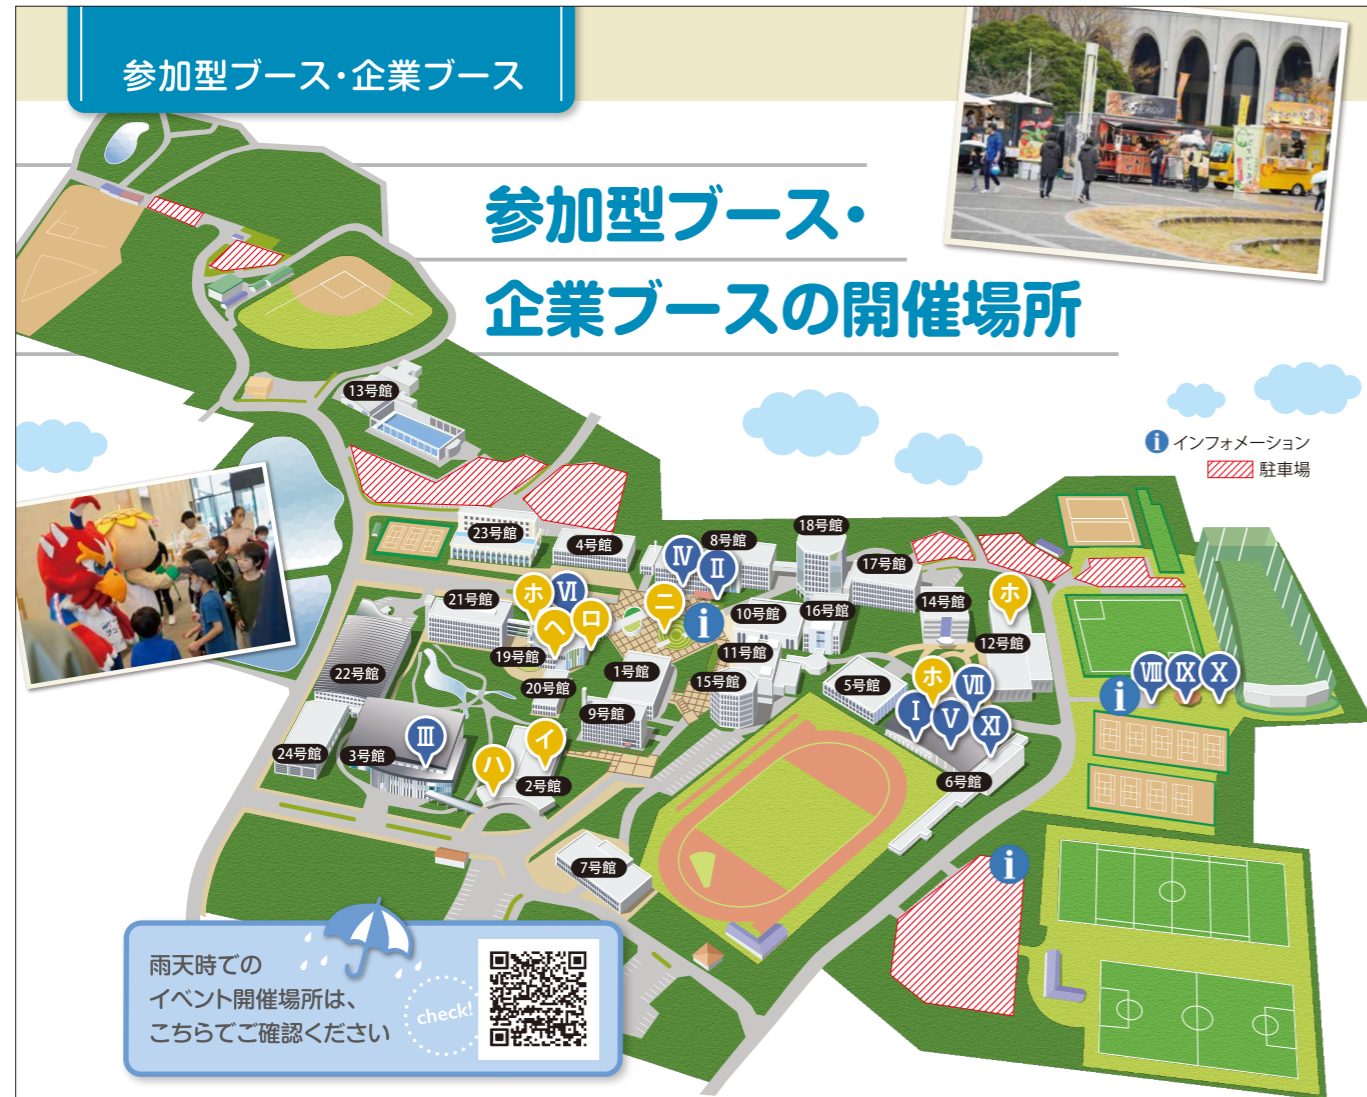 参加型ブース・企業ブース
参加型ブース・
企業ブースの開催場所
インフォメーション
駐車場
13号館
18号館
23号館
4号館
8号館
17号館
Ⅳ
Ⅱ
ホ
Ⅵ
ニ
ホ
21号館
ヘ
ロ
10号館
16号館
14号館
12号館
19号館
1号館
11号館
22号館
20号館
15号館
5号館
ホ
Ⅶ
Ⅷ
Ⅸ
Ⅹ
9号館
Ⅰ
Ⅴ
Ⅺ
24号館
3号館
Ⅲ
ハ
イ
2号館
6号館
7号館
雨天時での
イベント開催場所は、
こちらでご確認ください
check!